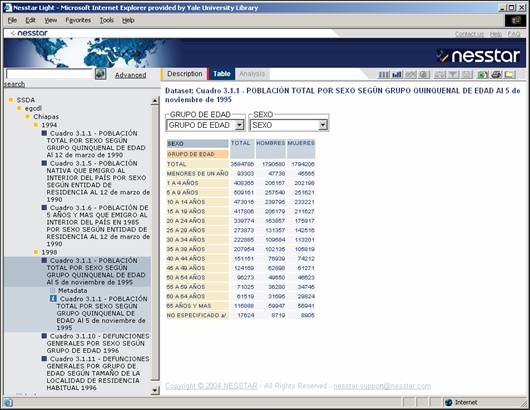 Nesstar Light - Microsoft Internet Explorer provided by Yale University Library
File Edit View Favorites Tools Help
nesstar
Contact us Help FAQ
nesstar
Advanced
search
Description Table Analysis
SSDA
egcdl
Chiapas
1994
Cuadro 3.1.1 - POBLACIÓN
TOTAL POR SEXO SEGÚN
GRUPO QUINQUENAL DE EDAD
Al 12 de marzo de 1990
Cuadro 3.1.5 - POBLACIÓN
NATIVA QUE EMIGRO AL
INTERIOR DEL PAÍS POR SEXO
SEGÚN ENTIDAD DE
RESIDENCIA AL 12 de marzo de
1990
Cuadro 3.1.6 - POBLACIÓN DE
5 AÑOS Y MAS QUE EMIGRO AL
INTERIOR DEL PAÍS EN 1985
POR SEXO SEGÚN ENTIDAD DE
RESIDENCIA Al 12 de marzo de
1990
1998
Cuadro 3.1.1 - POBLACIÓN
TOTAL POR SEXO SEGÚN
GRUPO QUINQUENAL DE EDAD
Al 5 de noviembre de 1995
Metadata
Cuadro 3.1.1 - POBLACIÓN
TOTAL POR SEXO SEGÚN
GRUPO QUINQUENAL DE
EDAD Al 5 de noviembre de
1995
Cuadro 3.1.10 - DEFUNCIONES
GENERALES POR SEXO SEGÚN
GRUPO DE EDAD 1996
Cuadro 3.1.11 - DEFUNCIONES
GENERALES POR GRUPO DE
EDAD SEGÚN TAMAÑO DE LA
LOCALIDAD DE RESIDENCIA
HABITUAL 1996
Dataset: Cuadro 3.1.1 - POBLACIÓN TOTAL POR SEXO SEGÚN GRUPO QUINQUENAL DE EDAD Al 5 de
noviembre de 1995
GRUPO DE EDAD SEXO
GRUPO DE EDAD SEXO
SEXO TOTAL HOMBRES MUJERES
GRUPO DE EDAD
TOTAL 3584786 1790580 1794206
MENORES DE UN AÑO 93303 47738 45565
1 A 4 AÑOS 408365 206167 202198
5 A 9 AÑOS 509161 257540 251621
10 A 14 AÑOS 473016 239795 233221
15 A 19 AÑOS 417806 206179 211627
20 A 24 AÑOS 339774 163857 175917
25 A 29 AÑOS 273873 131357 142516
30 A 34 AÑOS 222885 109684 113201
35 A 39 AÑOS 207954 102135 105819
40 A 44 AÑOS 151151 76939 74212
45 A 49 AÑOS 124169 62898 61271
50 A 54 AÑOS 96273 49650 46623
55 A 59 AÑOS 71025 36280 34745
60 A 64 AÑOS 61519 31695 29824
65 AÑOS Y MAS 116888 59947 56941
NO ESPECIFICADO a/ 17624 8719 8905
Copyright © 2004 NESSTAR - All Rights Reserved - nesstar-support@nesstar.com
Internet